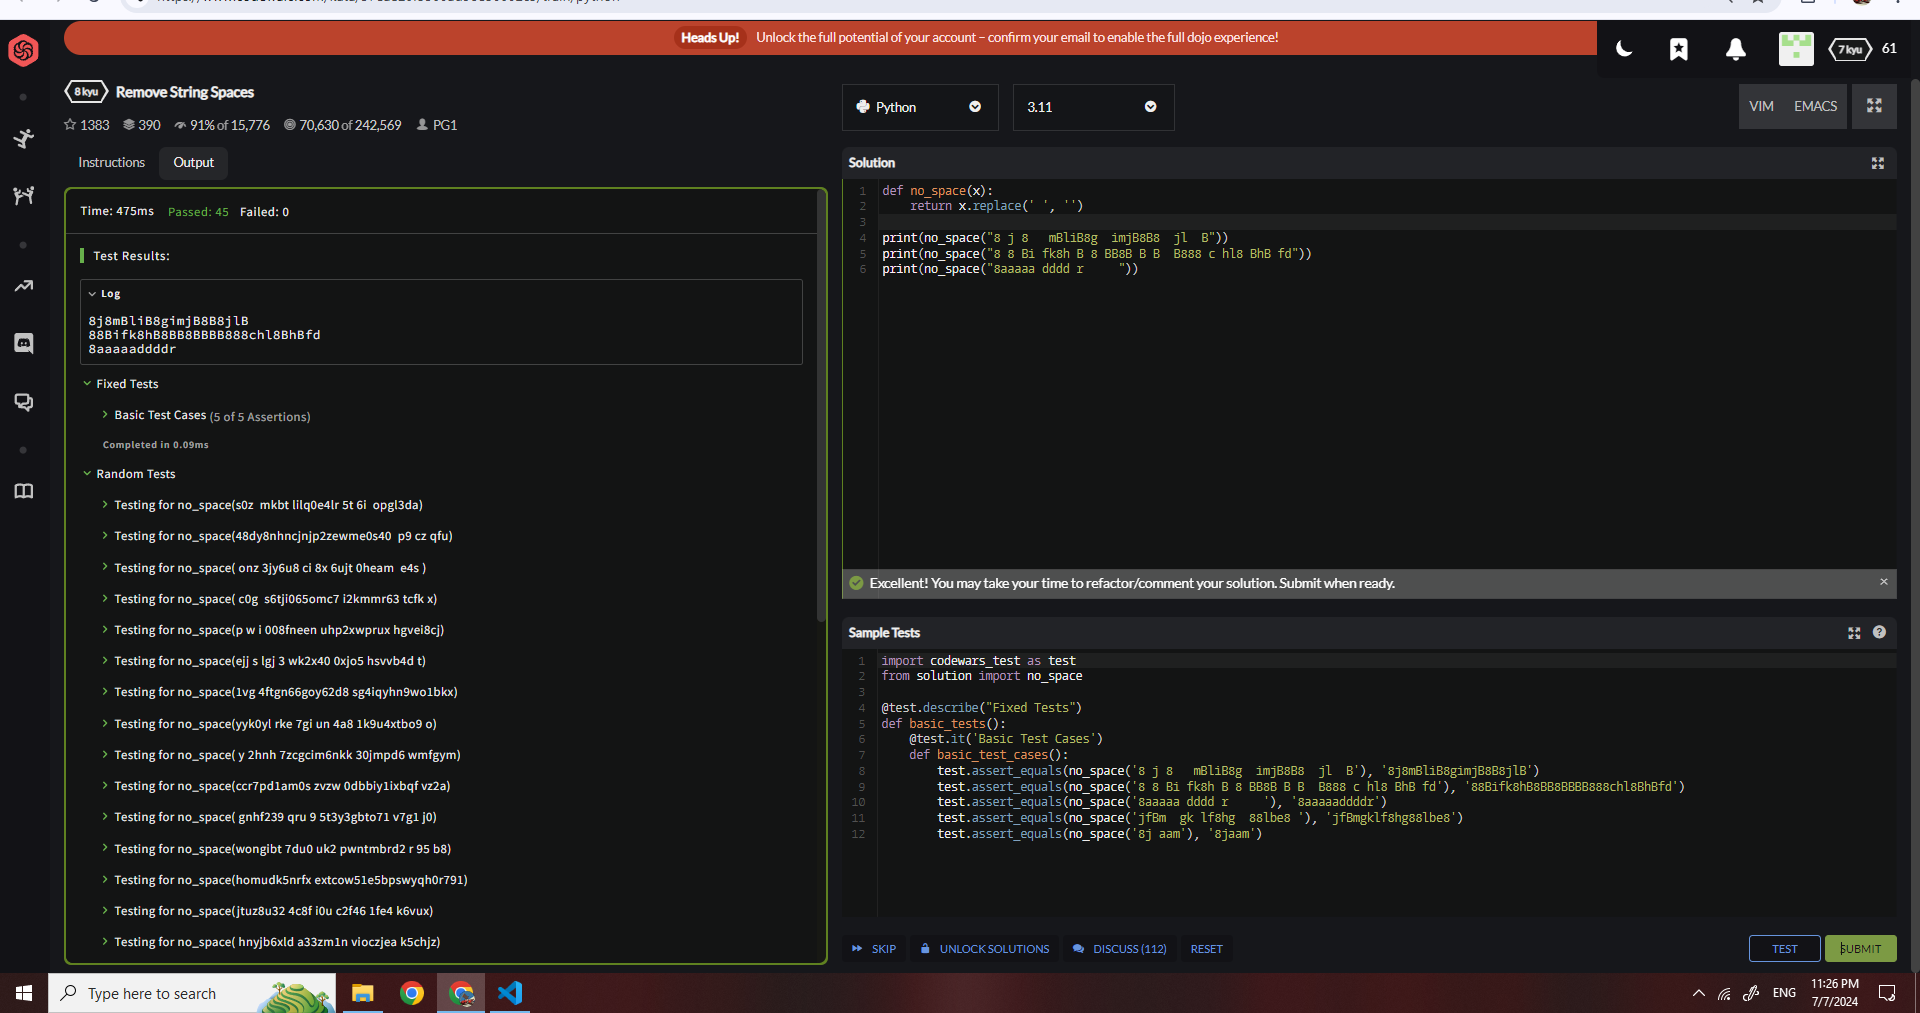 Heads Up! Unlock the full potential of your account – confirm your email to enable the full dojo experience!
7 kyu 61
8 kyu Remove String Spaces
1383 390 91% of 15,776 70,630 of 242,569 PG1
Instructions Output
Time: 475ms Passed: 45 Failed: 0
Test Results:
Log
8j8mBliB8gimjB8B8jlB
88Bifk8hB8BB8BBBB888chl8BhBfd
8aaaaaddddr
Fixed Tests
Basic Test Cases (5 of 5 Assertions)
Completed in 0.09ms
Random Tests
Testing for no_space(s0z  mkbt lilq0e4lr 5t 6i  opgl3da)
Testing for no_space(48dy8nhncjnjp2zewme0s40  p9 cz qfu)
Testing for no_space( onz 3jy6u8 ci 8x 6ujt 0heam  e4s )
Testing for no_space( c0g  s6tji065omc7 i2kmmr63 tcfk x)
Testing for no_space(p w i 008fneen uhp2xwprux hgvei8cj)
Testing for no_space(ejj s lgj 3 wk2x40 0xjo5 hsvvb4d t)
Testing for no_space(1vg 4ftgn66goy62d8 sg4iqyhn9wo1bkx)
Testing for no_space(yyk0yl rke 7gi un 4a8 1k9u4xtbo9 o)
Testing for no_space( y 2hnh 7zcgcim6nkk 30jmpd6 wmfgym)
Testing for no_space(ccr7pd1am0s zvzw 0dbbiy1ixbqf vz2a)
Testing for no_space( gnhf239 qru 9 5t3y3gbto71 v7g1 j0)
Testing for no_space(wongibt 7du0 uk2 pwntmbrd2 r 95 b8)
Testing for no_space(homudk5nrfx extcow51e5bpswyqh0r791)
Testing for no_space(jtuz8u32 4c8f i0u c2f46 1fe4 k6vux)
Testing for no_space( hnyjb6xld a33zm1n vioczjea k5chjz)
Python 3.11 VIM EMACS
Solution
1 def no_space(x):
2     return x.replace(' ', '')
3
4 print(no_space("8 j 8   mBliB8g  imjB8B8  jl  B"))
5 print(no_space("8 8 Bi fk8h B 8 BB8B B B  B888 c hl8 BhB fd"))
6 print(no_space("8aaaaa dddd r     "))
Excellent! You may take your time to refactor/comment your solution. Submit when ready.
Sample Tests
1 import codewars_test as test
2 from solution import no_space
3
4 @test.describe("Fixed Tests")
5 def basic_tests():
6     @test.it('Basic Test Cases')
7     def basic_test_cases():
8         test.assert_equals(no_space('8 j 8   mBliB8g  imjB8B8  jl  B'), '8j8mBliB8gimjB8B8jlB')
9         test.assert_equals(no_space('8 8 Bi fk8h B 8 BB8B B B  B888 c hl8 BhB fd'), '88Bifk8hB8BB8BBBB888chl8BhBfd')
10         test.assert_equals(no_space('8aaaaa dddd r     '), '8aaaaaddddr')
11         test.assert_equals(no_space('jfBm  gk lf8hg  88lbe8 '), 'jfBmgklf8hg88lbe8')
12         test.assert_equals(no_space('8j aam'), '8jaam')
SKIP UNLOCK SOLUTIONS DISCUSS (112) RESET TEST SUBMIT
Type here to search
ENG
11:26 PM
7/7/2024